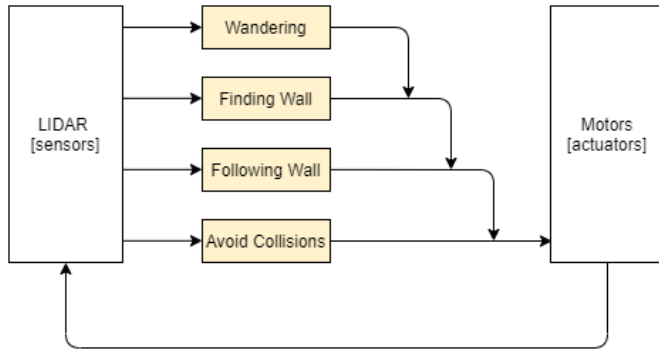 Wandering
Finding Wall
LIDAR
[sensors]
Motors
[actuators]
Following Wall
Avoid Collisions